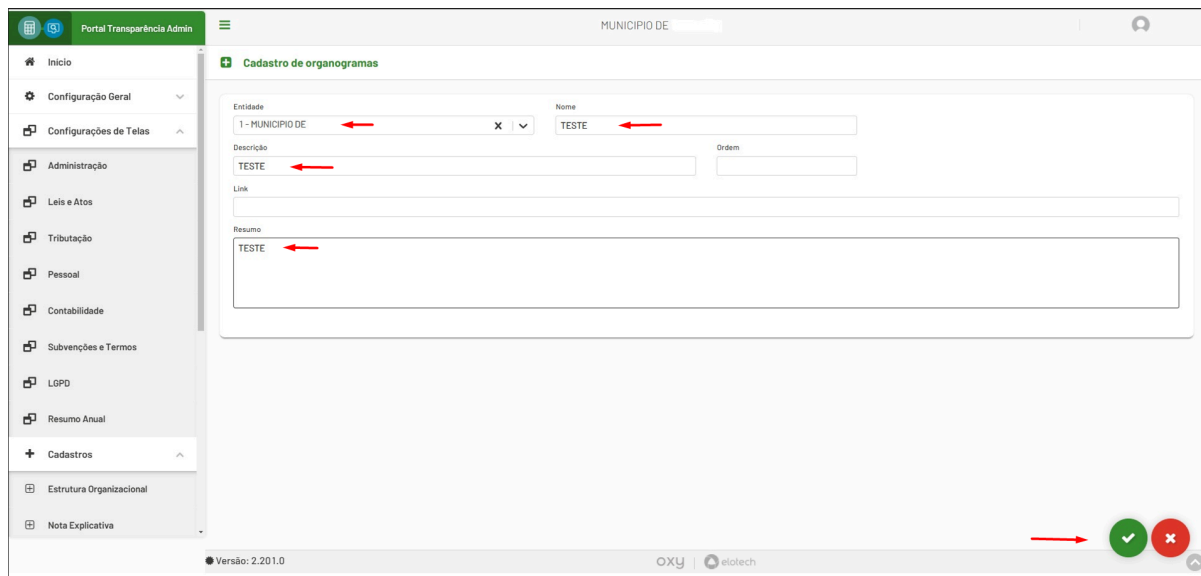 Portal Transparência Admin
MUNICIPIO DE
Início
Cadastro de organogramas
Configuração Geral
Configurações de Telas
Administração
Leis e Atos
Tributação
Pessoal
Contabilidade
Subvenções e Termos
LGPD
Resumo Anual
Cadastros
Estrutura Organizacional
Nota Explicativa
Entidade
Nome
1 - MUNICIPIO DE
TESTE
Descrição
Ordem
TESTE
Link
Resumo
TESTE
Versão: 2.201.0
oxy | elotech